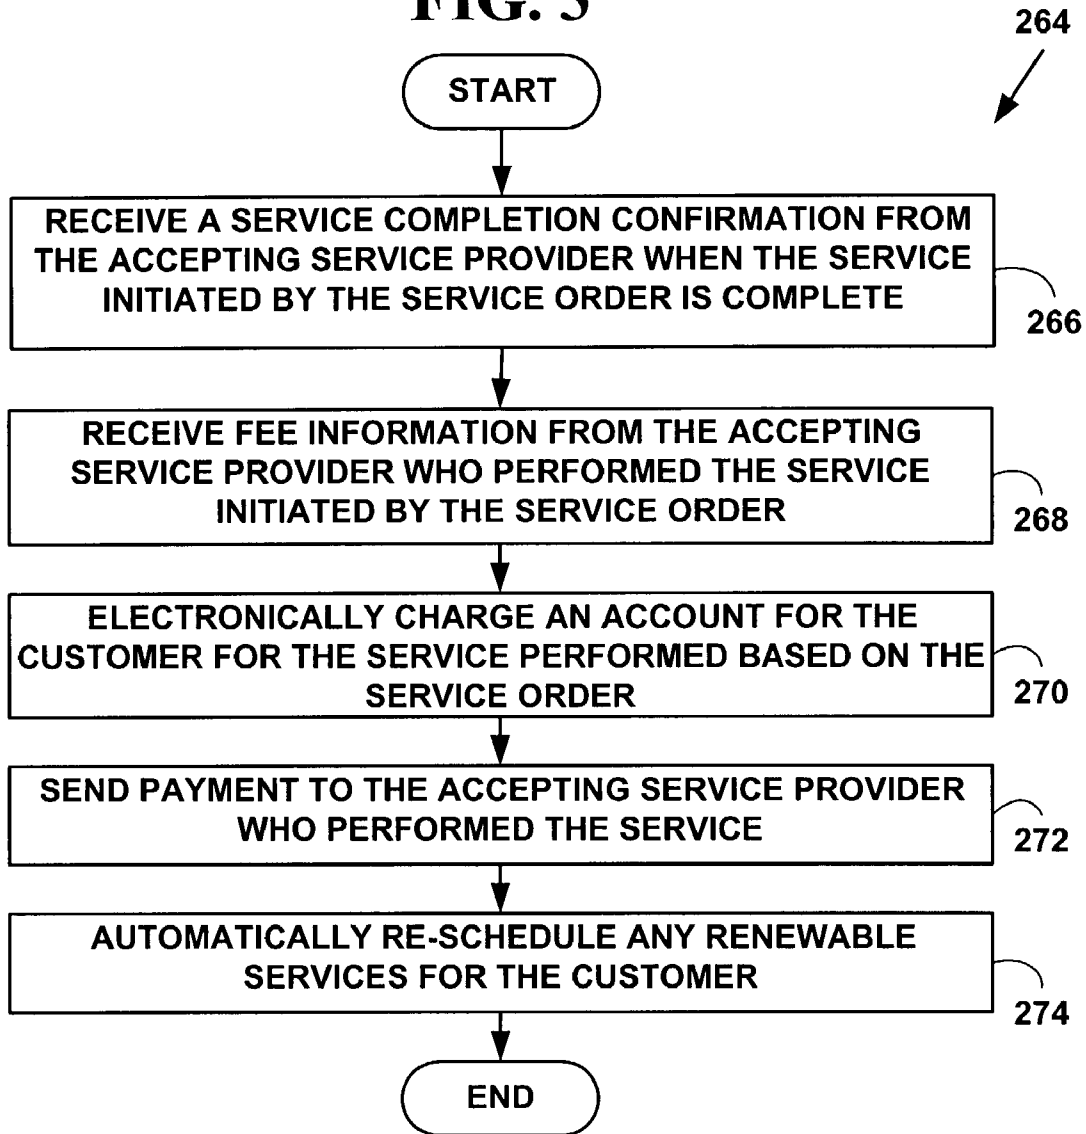 FIG. 5
264
START
RECEIVE A SERVICE COMPLETION CONFIRMATION FROM
THE ACCEPTING SERVICE PROVIDER WHEN THE SERVICE
INITIATED BY THE SERVICE ORDER IS COMPLETE
266
RECEIVE FEE INFORMATION FROM THE ACCEPTING
SERVICE PROVIDER WHO PERFORMED THE SERVICE
INITIATED BY THE SERVICE ORDER
268
ELECTRONICALLY CHARGE AN ACCOUNT FOR THE
CUSTOMER FOR THE SERVICE PERFORMED BASED ON THE
SERVICE ORDER
270
SEND PAYMENT TO THE ACCEPTING SERVICE PROVIDER
WHO PERFORMED THE SERVICE
272
AUTOMATICALLY RE-SCHEDULE ANY RENEWABLE
SERVICES FOR THE CUSTOMER
274
END